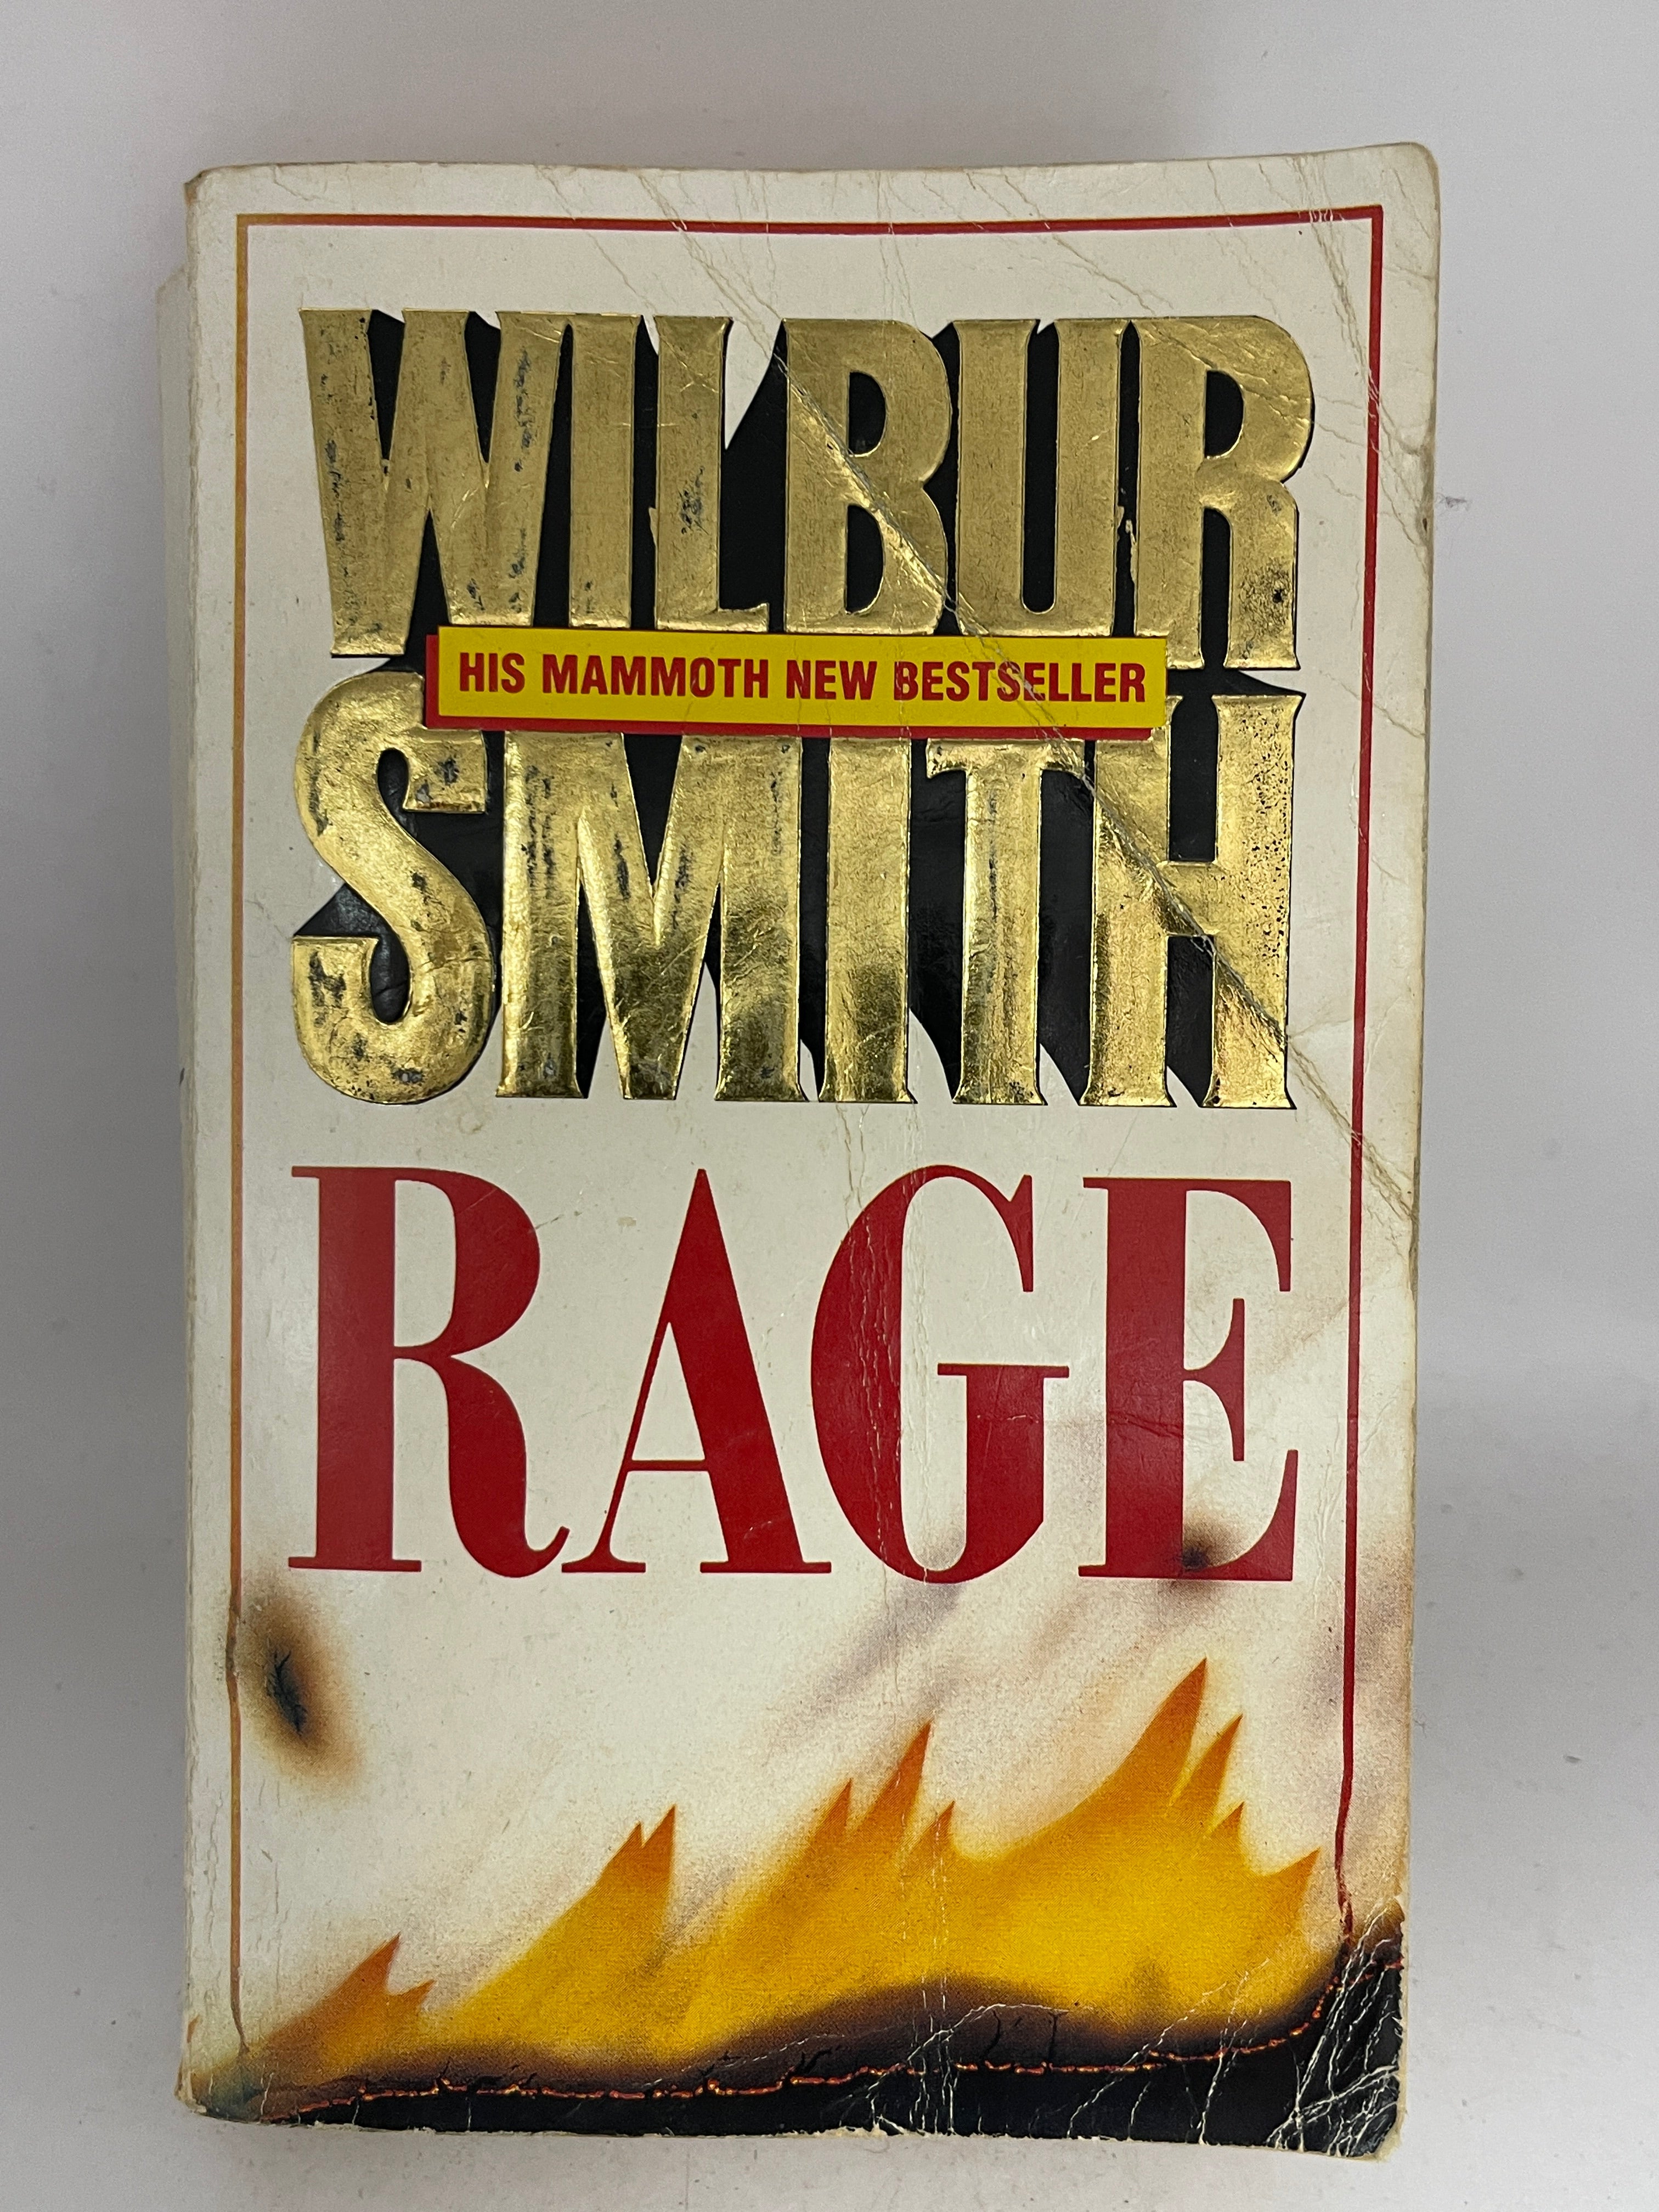 WILBUR
HIS MAMMOTH NEW BESTSELLER
SMITH
RAGE